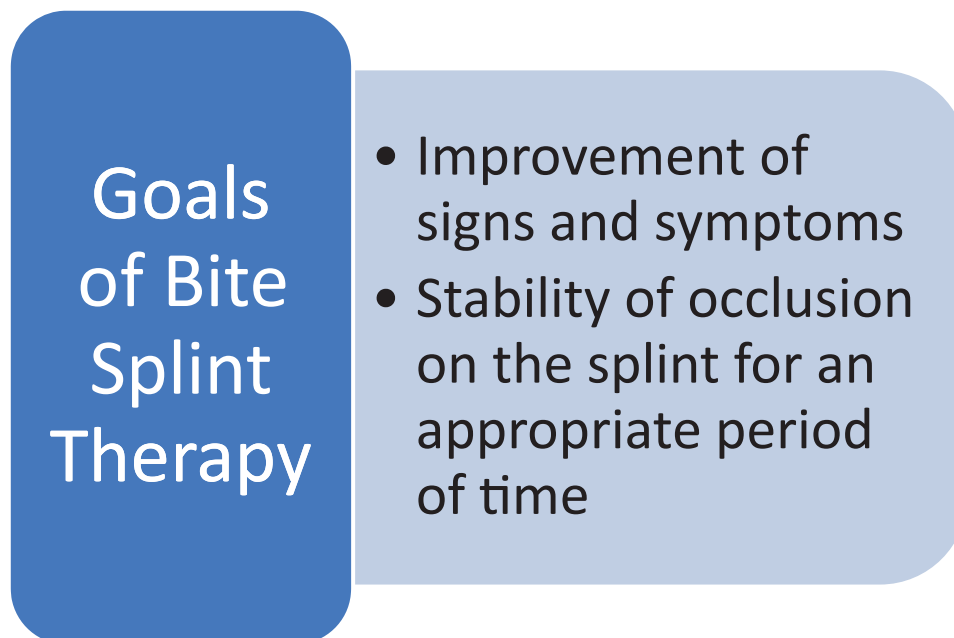 Goals
of Bite
Splint
Therapy
• Improvement of
signs and symptoms
• Stability of occlusion
on the splint for an
appropriate period
of time